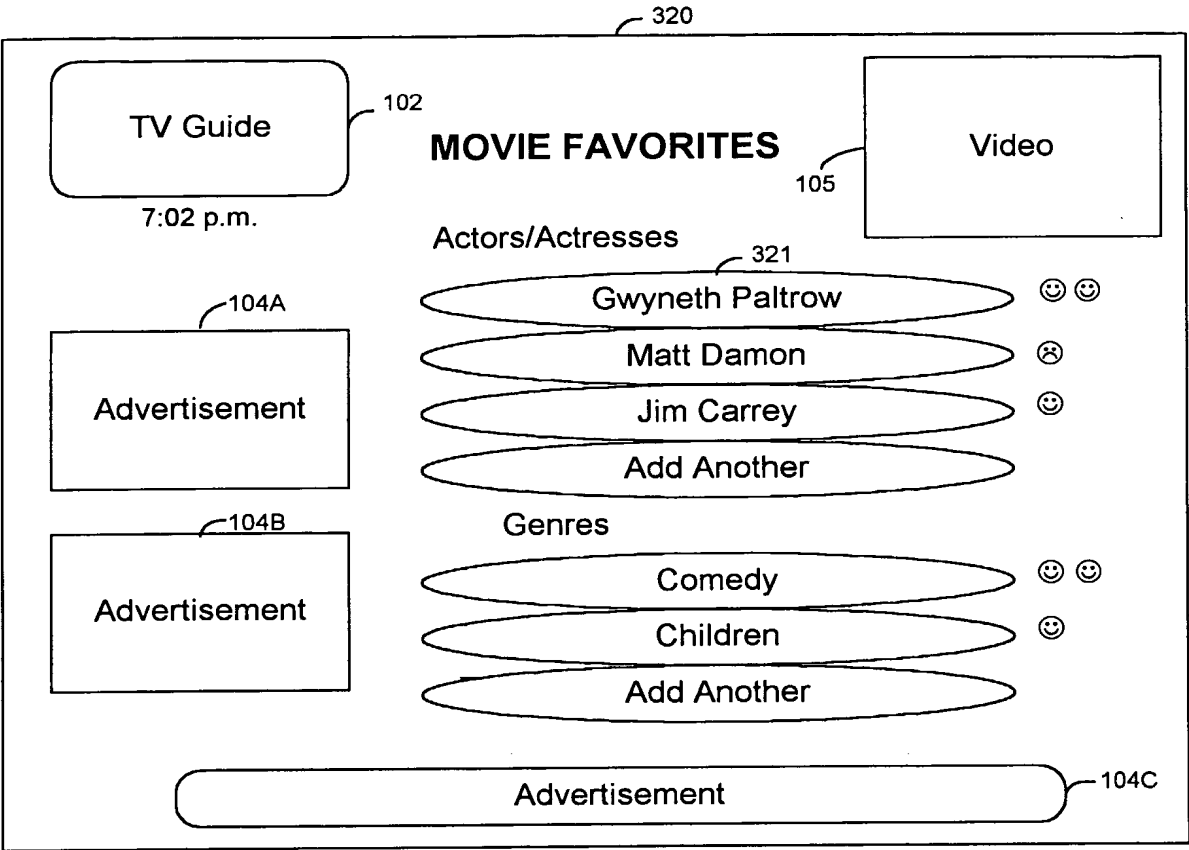 320
TV Guide
102
MOVIE FAVORITES
Video
105
7:02 p.m.
Actors/Actresses
321
Gwyneth Paltrow
Matt Damon
Jim Carrey
Add Another
104A
Advertisement
Genres
104B
Advertisement
Comedy
Children
Add Another
Advertisement
104C